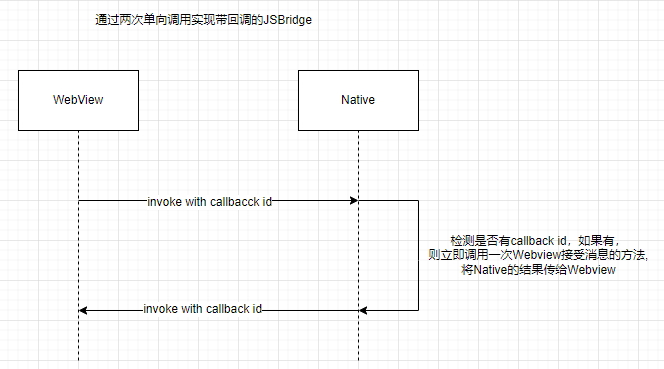 通过两次单向调用实现带回调的JSBridge
WebView
Native
invoke with callbacck id
检测是否有callback id，如果有，
则立即调用一次Webview接受消息的方法,
将Native的结果传给Webview
invoke with callback id